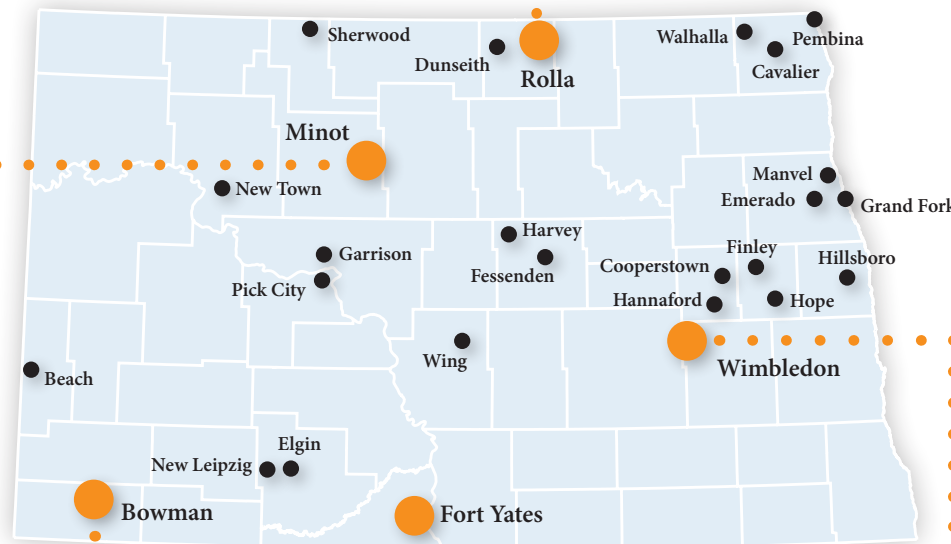 Sherwood
Walhalla
Pembina
Dunseith
Cavalier
Rolla
Minot
Manvel
New Town
Emerado
Grand Fork
Harvey
Finley
Garrison
Fessenden
Cooperstown
Hillsboro
Pick City
Hannaford
Hope
Wing
Wimbledon
Beach
Elgin
New Leipzig
Bowman
Fort Yates